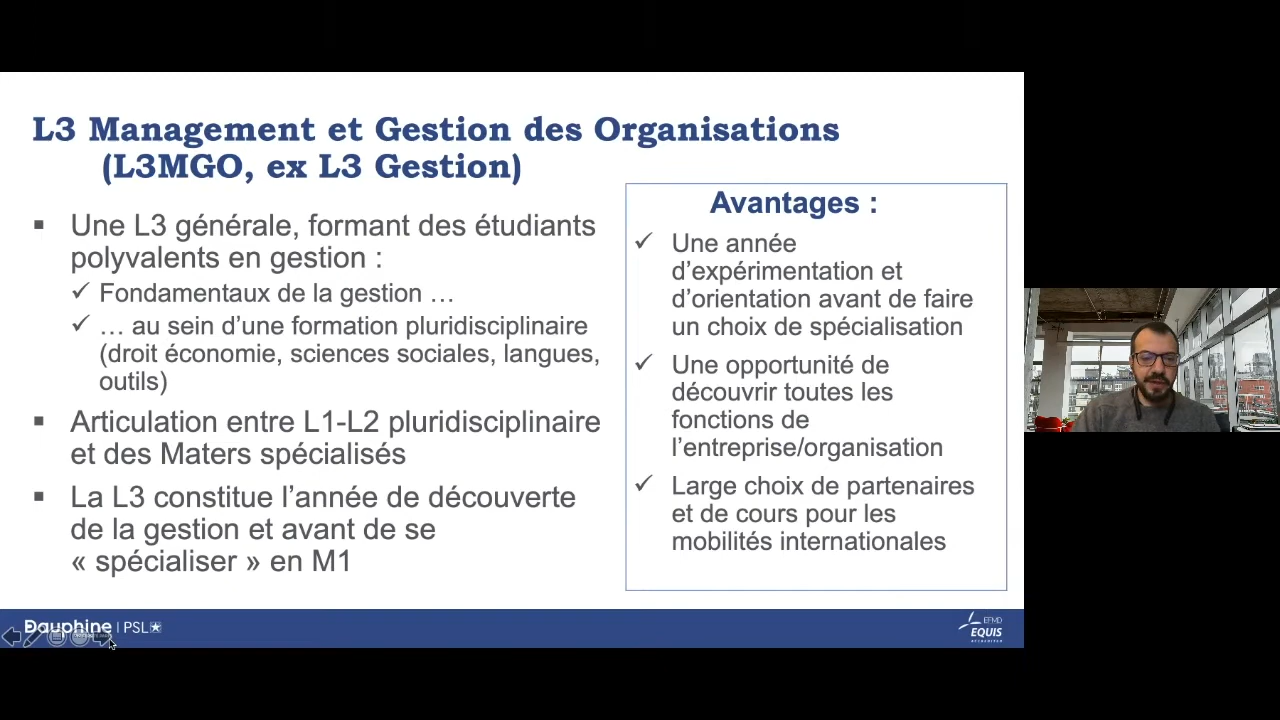 L3 Management et Gestion des Organisations
(L3MGO, ex L3 Gestion)
Une L3 générale, formant des étudiants
polyvalents en gestion :
Fondamentaux de la gestion …
… au sein d’une formation pluridisciplinaire
(droit économie, sciences sociales, langues,
outils)
Articulation entre L1-L2 pluridisciplinaire
et des Maters spécialisés
La L3 constitue l’année de découverte
de la gestion et avant de se
« spécialiser » en M1
Avantages :
Une année
d’expérimentation et
d’orientation avant de faire
un choix de spécialisation
Une opportunité de
découvrir toutes les
fonctions de
l’entreprise/organisation
Large choix de partenaires
et de cours pour les
mobilités internationales
Dauphine | PSL
EFMD
EQUIS